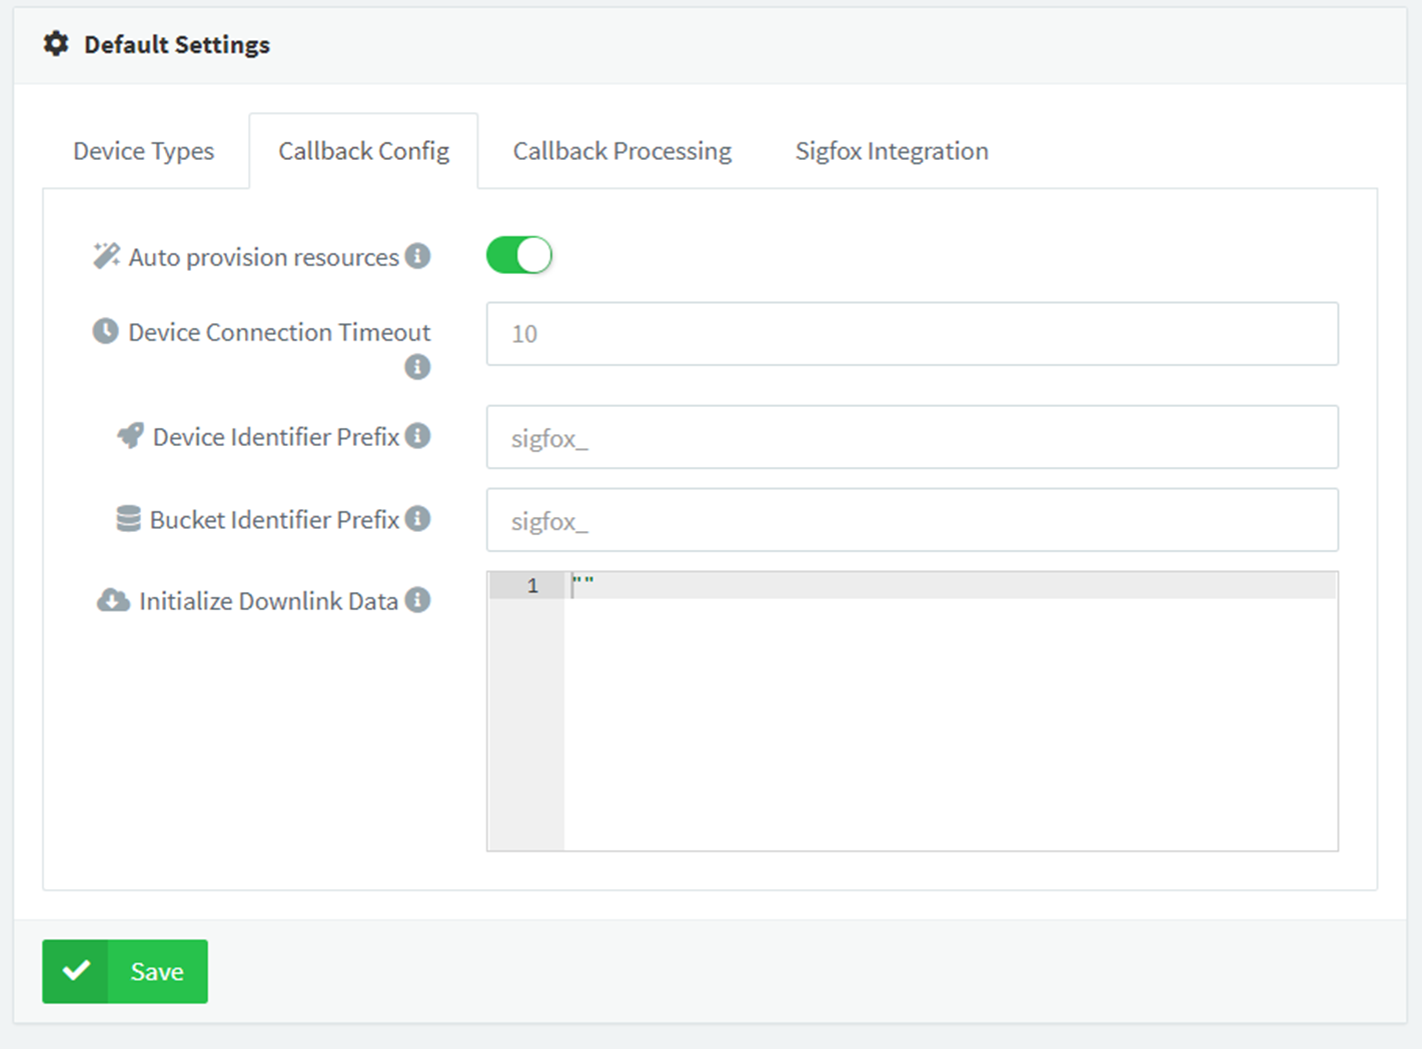 Default Settings
Device Types
Callback Config
Callback Processing
Sigfox Integration
Auto provision resources
Device Connection Timeout
10
Device Identifier Prefix
sigfox_
Bucket Identifier Prefix
sigfox_
Initialize Downlink Data
1
""
Save